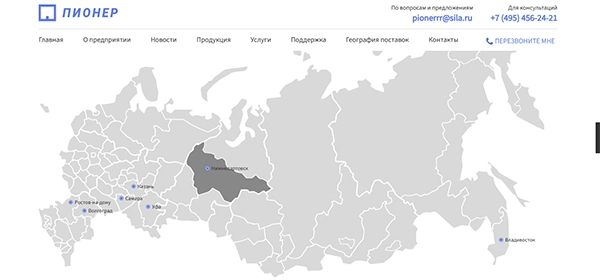 ПИОНЕР
По вопросам и предложениям
pionerrr@sila.ru
Для консультаций
+7 (495) 456-24-21
Главная О предприятии Новости Продукция Услуги Поддержка География поставок Контакты ПЕРЕЗВОНИТЕ МНЕ
Нижневартовск
Казань
Самара
Ростов-на-дону
Уфа
Волгоград
Владивосток